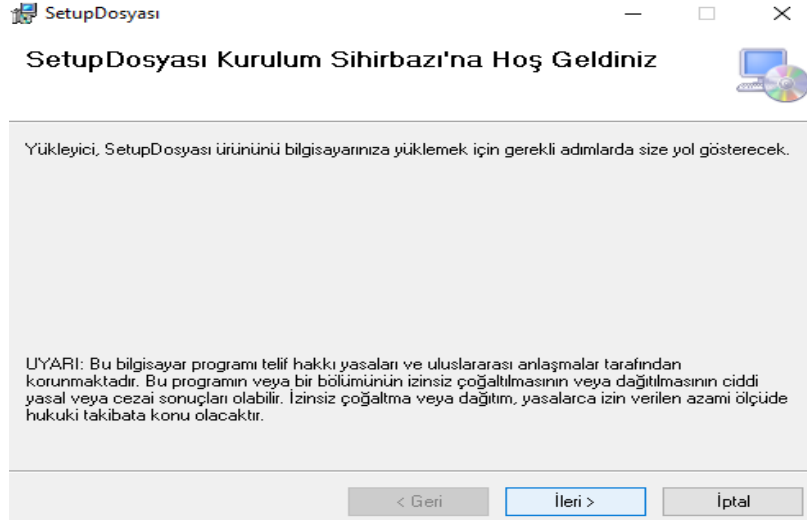 SetupDosyası
SetupDosyası Kurulum Sihirbazı'na Hoş Geldiniz
Yükleyici, SetupDosyası ürününü bilgisayarınıza yüklemek için gerekli adımlarda size yol gösterecek.
UYARI: Bu bilgisayar programı telif hakkı yasaları ve uluslararası anlaşmalar tarafından
korunmaktadır. Bu programın veya bir bölümünün izinsiz çoğaltılmasının veya dağıtılmasının ciddi
yasal veya cezai sonuçları olabilir. İzinsiz çoğaltma veya dağıtım, yasalarca izin verilen azami ölçüde
hukuki takibata konu olacaktır.
< Geri
İleri >
İptal